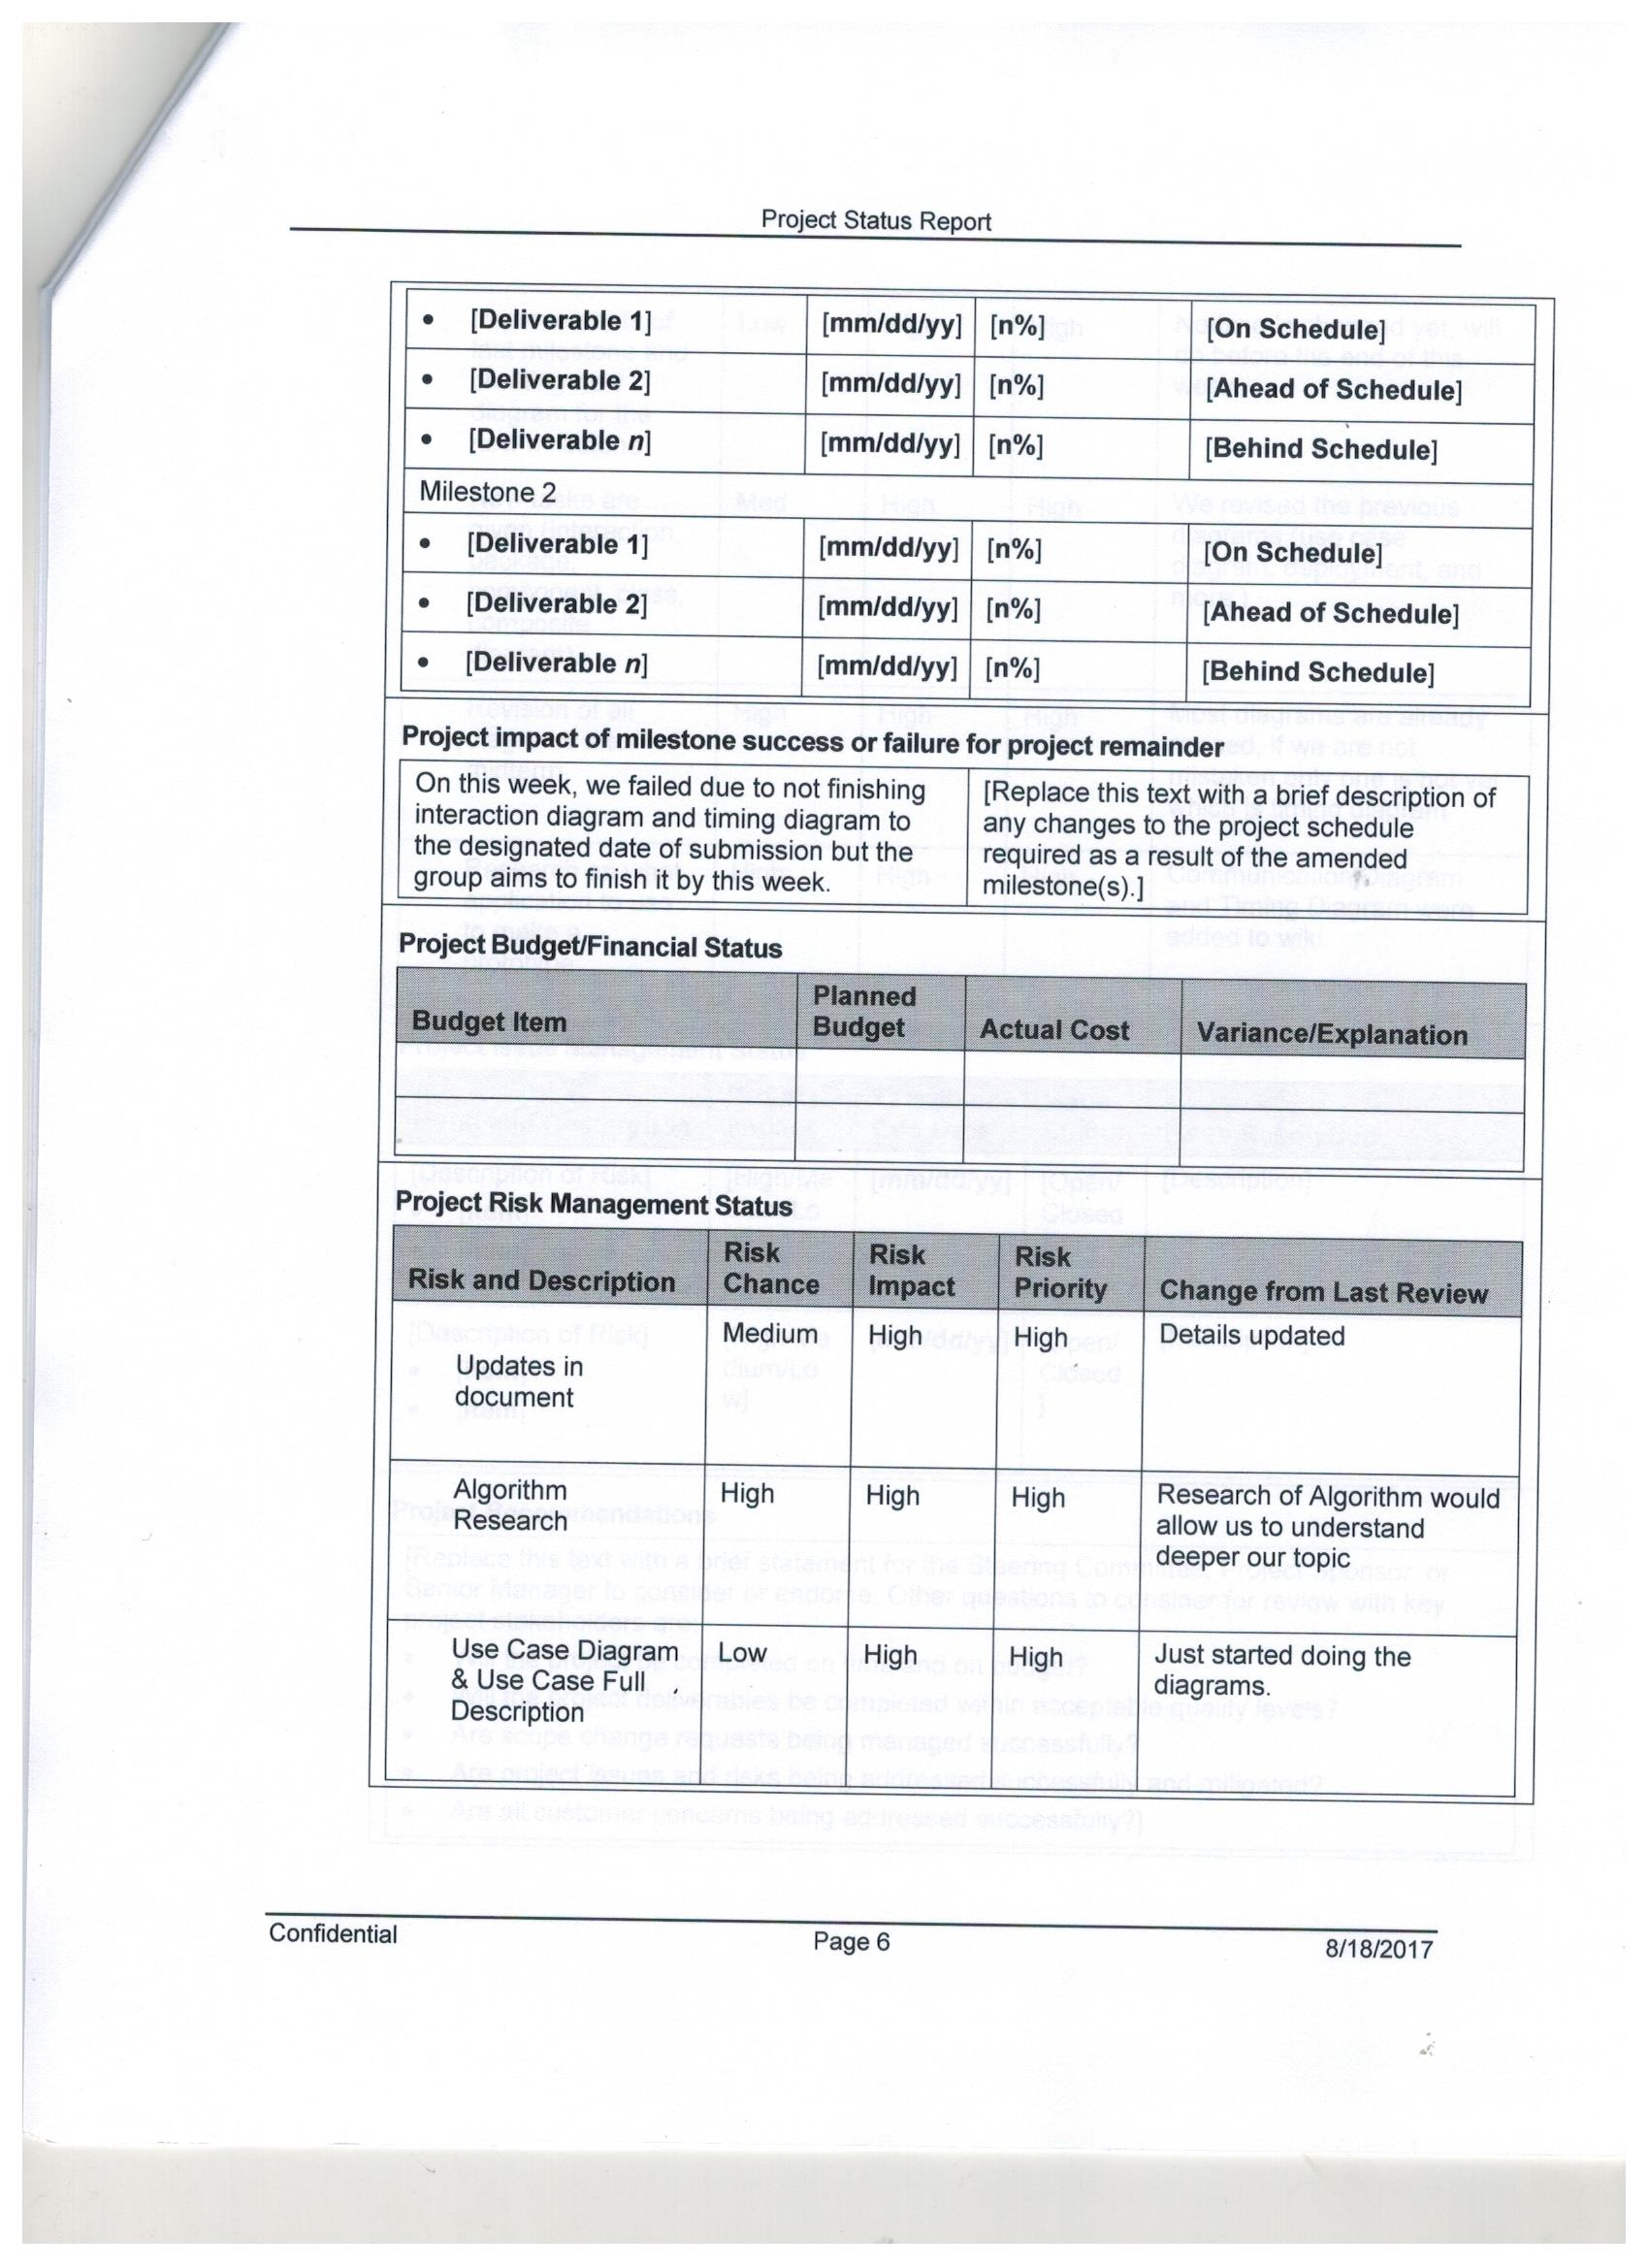 Project Status Report
• [Deliverable 1] [mm/dd/yy] [n%] [On Schedule]
• [Deliverable 2] [mm/dd/yy] [n%] [Ahead of Schedule]
• [Deliverable n] [mm/dd/yy] [n%] [Behind Schedule]
Milestone 2
• [Deliverable 1] [mm/dd/yy] [n%] [On Schedule]
• [Deliverable 2] [mm/dd/yy] [n%] [Ahead of Schedule]
• [Deliverable n] [mm/dd/yy] [n%] [Behind Schedule]
Project impact of milestone success or failure for project remainder
On this week, we failed due to not finishing
interaction diagram and timing diagram to
the designated date of submission but the
group aims to finish it by this week.
[Replace this text with a brief description of
any changes to the project schedule
required as a result of the amended
milestone(s).]
Project Budget/Financial Status
Budget Item
Planned
Budget
Actual Cost
Variance/Explanation
Project Risk Management Status
Risk and Description
Risk
Chance
Risk
Impact
Risk
Priority
Change from Last Review
Updates in
document
Medium
High
High
Details updated
Algorithm
Research
High
High
High
Research of Algorithm would
allow us to understand
deeper our topic
Use Case Diagram
& Use Case Full
Description
Low
High
High
Just started doing the
diagrams.
Confidential Page 6 8/18/2017